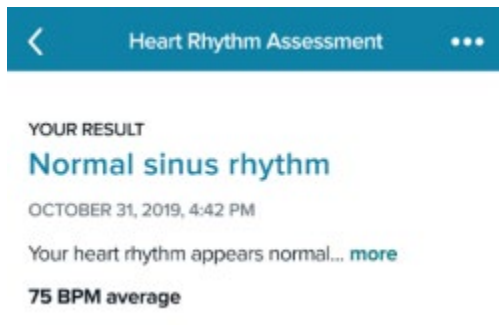 Heart Rhythm Assessment
YOUR RESULT
Normal sinus rhythm
OCTOBER 31, 2019, 4:42 PM
Your heart rhythm appears normal... more
75 BPM average